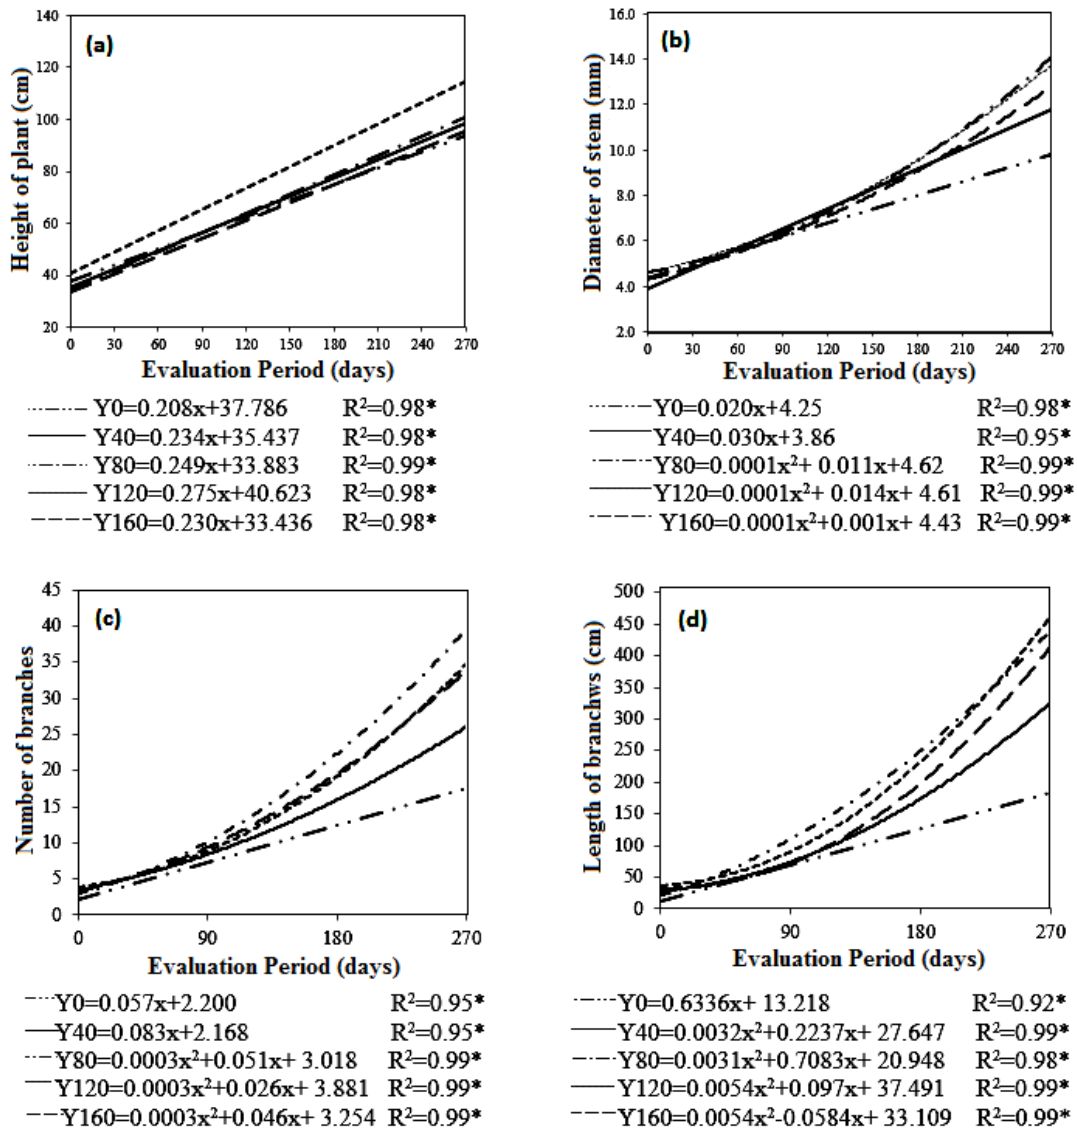 (a)
Height of plant (cm)
140
120
100
80
60
40
20
0 30 60 90 120 150 180 210 240 270
Evaluation Period (days)
Y0=0.208x+37.786 R²=0.98*
Y40=0.234x+35.437 R²=0.98*
Y80=0.249x+33.883 R²=0.99*
Y120=0.275x+40.623 R²=0.98*
Y160=0.230x+33.436 R²=0.98*
(b)
Diameter of stem (mm)
16.0
14.0
12.0
10.0
8.0
6.0
4.0
2.0
0 30 60 90 120 150 180 210 240 270
Evaluation Period (days)
Y0=0.020x+4.25 R²=0.98*
Y40=0.030x+3.86 R²=0.95*
Y80=0.0001x²+ 0.011x+4.62 R²=0.99*
Y120=0.0001x²+ 0.014x+ 4.61 R²=0.99*
Y160=0.0001x²+0.001x+ 4.43 R²=0.99*
(c)
Number of branches
45
40
35
30
25
20
15
10
5
0
0 90 180 270
Evaluation Period (days)
Y0=0.057x+2.200 R²=0.95*
Y40=0.083x+2.168 R²=0.95*
Y80=0.0003x²+0.051x+ 3.018 R²=0.99*
Y120=0.0003x²+0.026x+ 3.881 R²=0.99*
Y160=0.0003x²+0.046x+ 3.254 R²=0.99*
(d)
Length of branchws (cm)
500
450
400
350
300
250
200
150
100
50
0
0 90 180 270
Evaluation Period (days)
Y0=0.6336x+ 13.218 R²=0.92*
Y40=0.0032x²+0.2237x+ 27.647 R²=0.99*
Y80=0.0031x²+0.7083x+ 20.948 R²=0.98*
Y120=0.0054x²+0.097x+ 37.491 R²=0.99*
Y160=0.0054x²-0.0584x+ 33.109 R²=0.99*